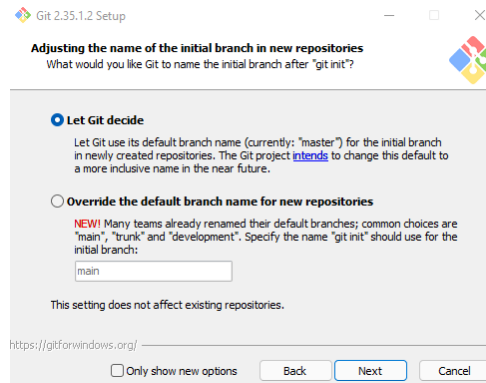 Git 2.35.1.2 Setup
Adjusting the name of the initial branch in new repositories
What would you like Git to name the initial branch after "git init"?
Let Git decide
Let Git use its default branch name (currently: "master") for the initial branch
in newly created repositories. The Git project intends to change this default to
a more inclusive name in the near future.
Override the default branch name for new repositories
NEW! Many teams already renamed their default branches; common choices are
"main", "trunk" and "development". Specify the name "git init" should use for the
initial branch:
main
This setting does not affect existing repositories.
https://gitforwindows.org/
Only show new options
Back
Next
Cancel